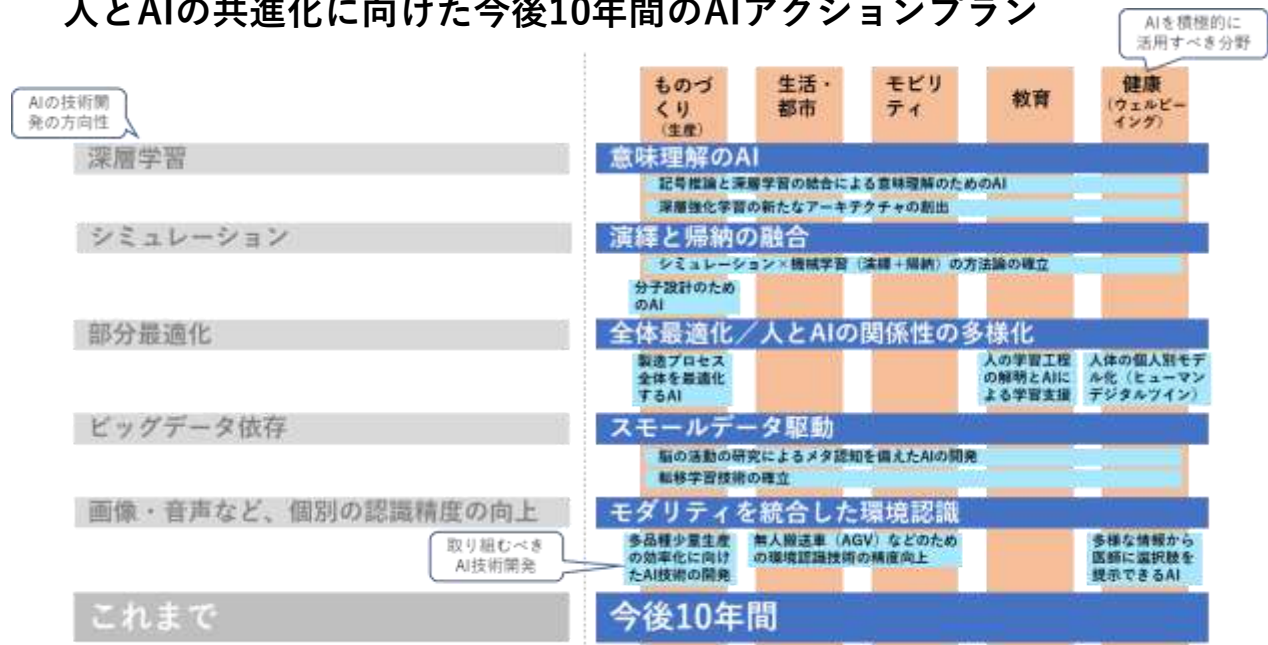 人とAIの共進化に向けた今後10年間のAIアクションプラン
AIを積極的に
活用すべき分野
AIの技術開
発の方向性
ものづ
くり
（生産）
生活・
都市
モビリ
ティ
教育
健康
（ウェルビー
イング）
深層学習
意味理解のAI
記号推論と深層学習の結合による意味理解のためのAI
深層強化学習の新たなアーキテクチャの創出
シミュレーション
演繹と帰納の融合
シミュレーション×機械学習（演繹＋帰納）の方法論の確立
分子設計のため
のAI
部分最適化
全体最適化／人とAIの関係性の多様化
製造プロセス
全体を最適化
するAI
人の学習工程
の解明とAIに
よる学習支援
人体の個人別モデ
ル化（ヒューマン
デジタルツイン）
ビッグデータ依存
スモールデータ駆動
脳の活動の研究によるメタ認知を備えたAIの開発
転移学習技術の確立
画像・音声など、個別の認識精度の向上
モダリティを統合した環境認識
取り組むべき
AI技術開発
多品種少量生産
の効率化に向け
たAI技術の開発
無人搬送車（AGV）などのため
の環境認識技術の精度向上
多様な情報から
医師に選択肢を
提示できるAI
これまで
今後10年間